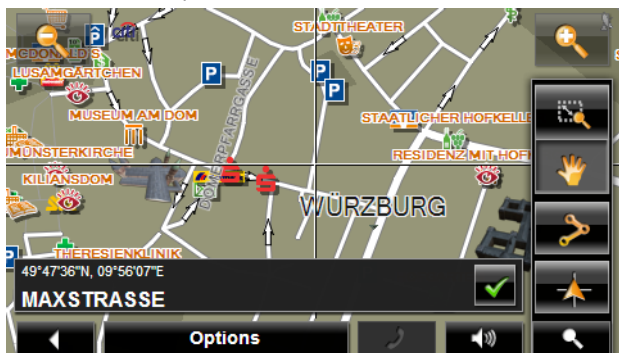 STADTTHEATER
P
MCDONALD'S
LUSAMGÄRTCHEN
P
P
P
MUSEUM AM DOM
DOMERPFARRGASSE
STAATLICHER HOFKELLE
MÜNSTERKIRCHE
RESIDENZ MIT HOF
KILIANSDOM
WÜRZBURG
P
THERESIENKLINIK
49°47'36"N, 09°56'07"E
MAXSTRASSE
Options